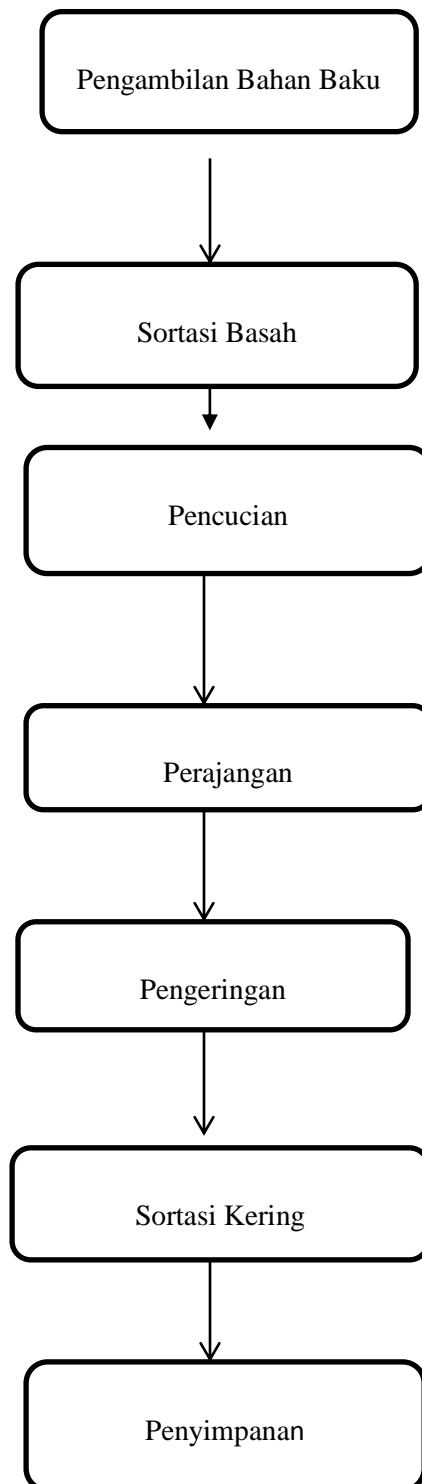 Pengambilan Bahan Baku
Sortasi Basah
Pencucian
Perajangan
Pengeringan
Sortasi Kering
Penyimpanan